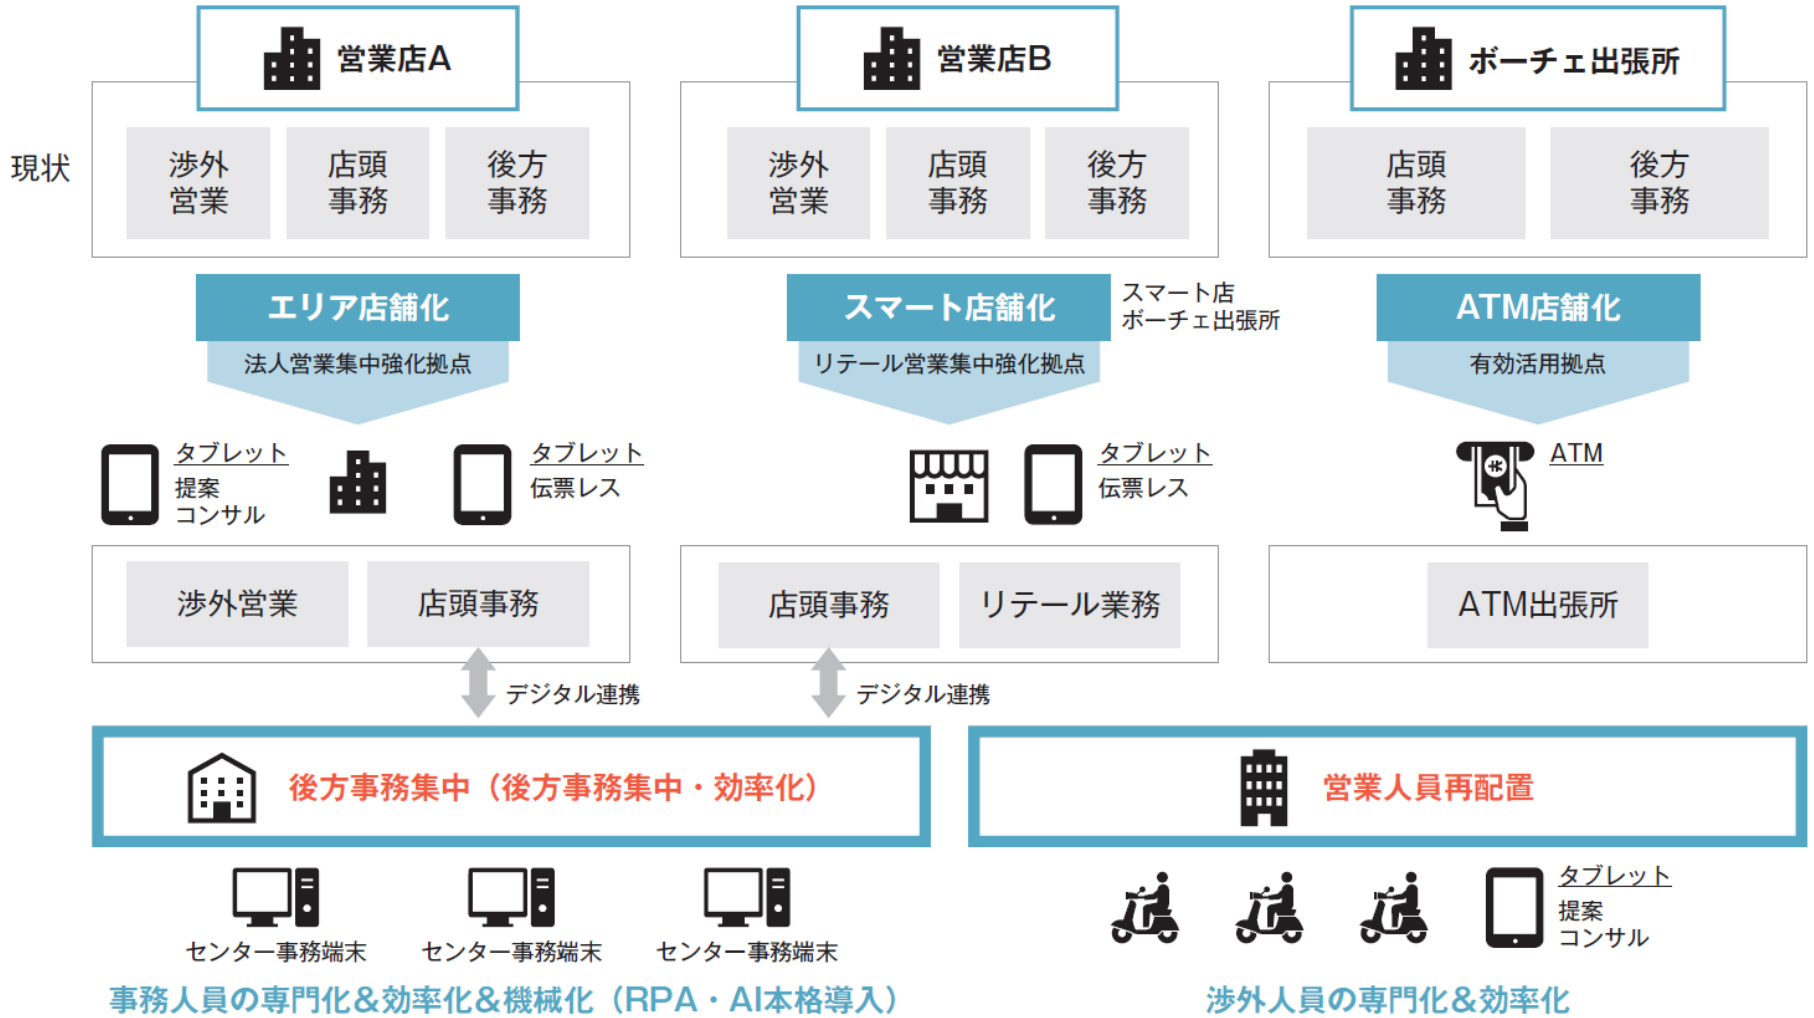 営業店A
営業店B
ボーチェ出張所
現状
渉外
営業
店頭
事務
後方
事務
渉外
営業
店頭
事務
後方
事務
店頭
事務
後方
事務
エリア店舗化
法人営業集中強化拠点
スマート店舗化
リテール営業集中強化拠点
スマート店
ボーチェ出張所
ATM店舗化
有効活用拠点
タブレット
提案
コンサル
タブレット
伝票レス
タブレット
伝票レス
ATM
渉外営業
店頭事務
店頭事務
リテール業務
ATM出張所
デジタル連携
デジタル連携
後方事務集中（後方事務集中・効率化）
営業人員再配置
センター事務端末
センター事務端末
センター事務端末
タブレット
提案
コンサル
事務人員の専門化&効率化&機械化（RPA・AI本格導入）
渉外人員の専門化&効率化